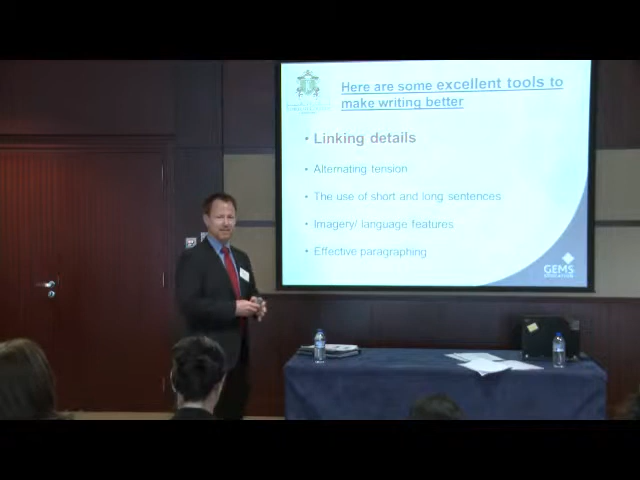 Here are some excellent tools to
make writing better
• Linking details
• Alternating tension
• The use of short and long sentences
• Imagery/ language features
• Effective paragraphing
GEMS
EDUCATION